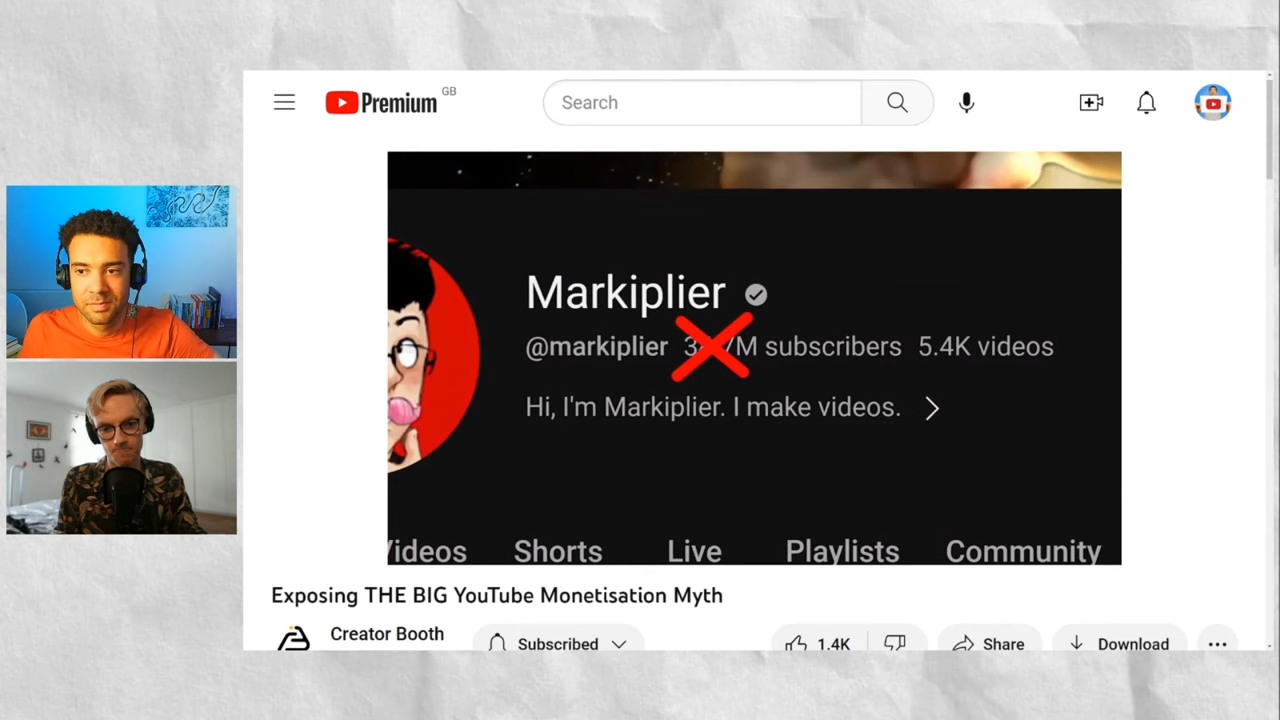 Premium GB
Search
Markiplier
@markiplier subscribers 5.4K videos
Hi, I'm Markiplier. I make videos.
Videos Shorts Live Playlists Community
Exposing THE BIG YouTube Monetisation Myth
Creator Booth
Subscribed 1.4K Share Download